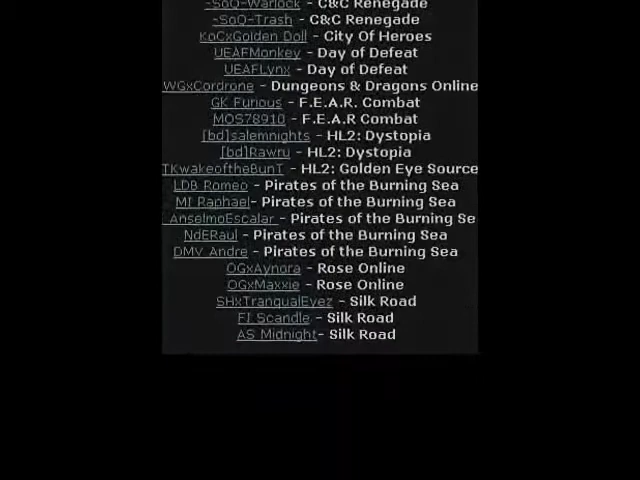 -SoQ-Warlock - C&C Renegade
-SoQ-Trash - C&C Renegade
KoCxGolden Doll - City Of Heroes
UEAFMonkey - Day of Defeat
UEAFLynx - Day of Defeat
WGxCordrone - Dungeons & Dragons Online
GK Furious - F.E.A.R. Combat
MOS78910 - F.E.A.R Combat
[bd]salemnights - HL2: Dystopia
[bd]Rawru - HL2: Dystopia
TKwakeoftheBunT - HL2: Golden Eye Source
LDB Romeo - Pirates of the Burning Sea
MI Raphael- Pirates of the Burning Sea
AnselmoEscalar - Pirates of the Burning Se
NdERaul - Pirates of the Burning Sea
DMV Andre - Pirates of the Burning Sea
OGxAynora - Rose Online
OGxMaxxie - Rose Online
SHxTranqualEyez - Silk Road
FI Scandle - Silk Road
AS Midnight- Silk Road